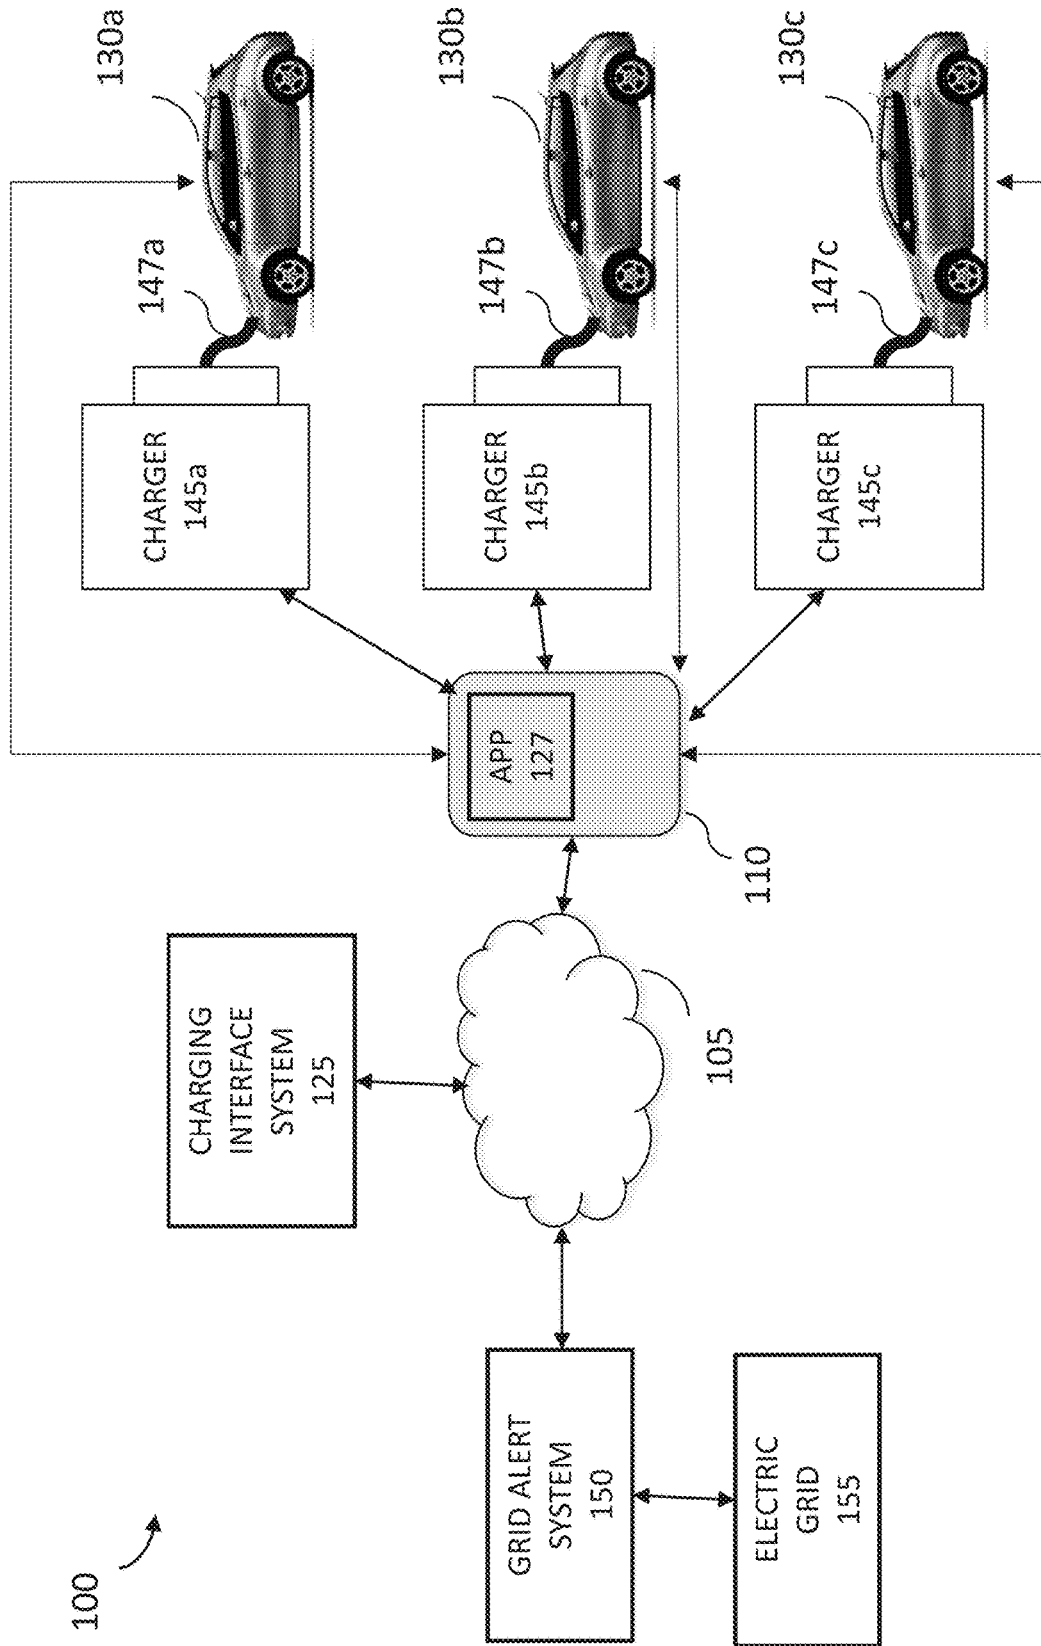 100
GRID ALERT
SYSTEM
150
ELECTRIC
GRID
155
CHARGING
INTERFACE
SYSTEM
125
105
APP
127
110
CHARGER
145a
147a
130a
CHARGER
145b
147b
130b
CHARGER
145c
147c
130c